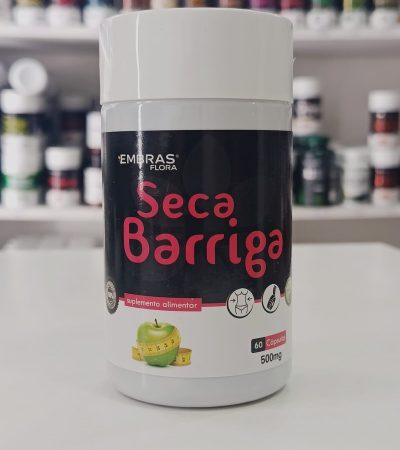 EMBRAS®
FLORA
Seca
Barriga
suplemento alimentar
60 Cápsulas
500mg